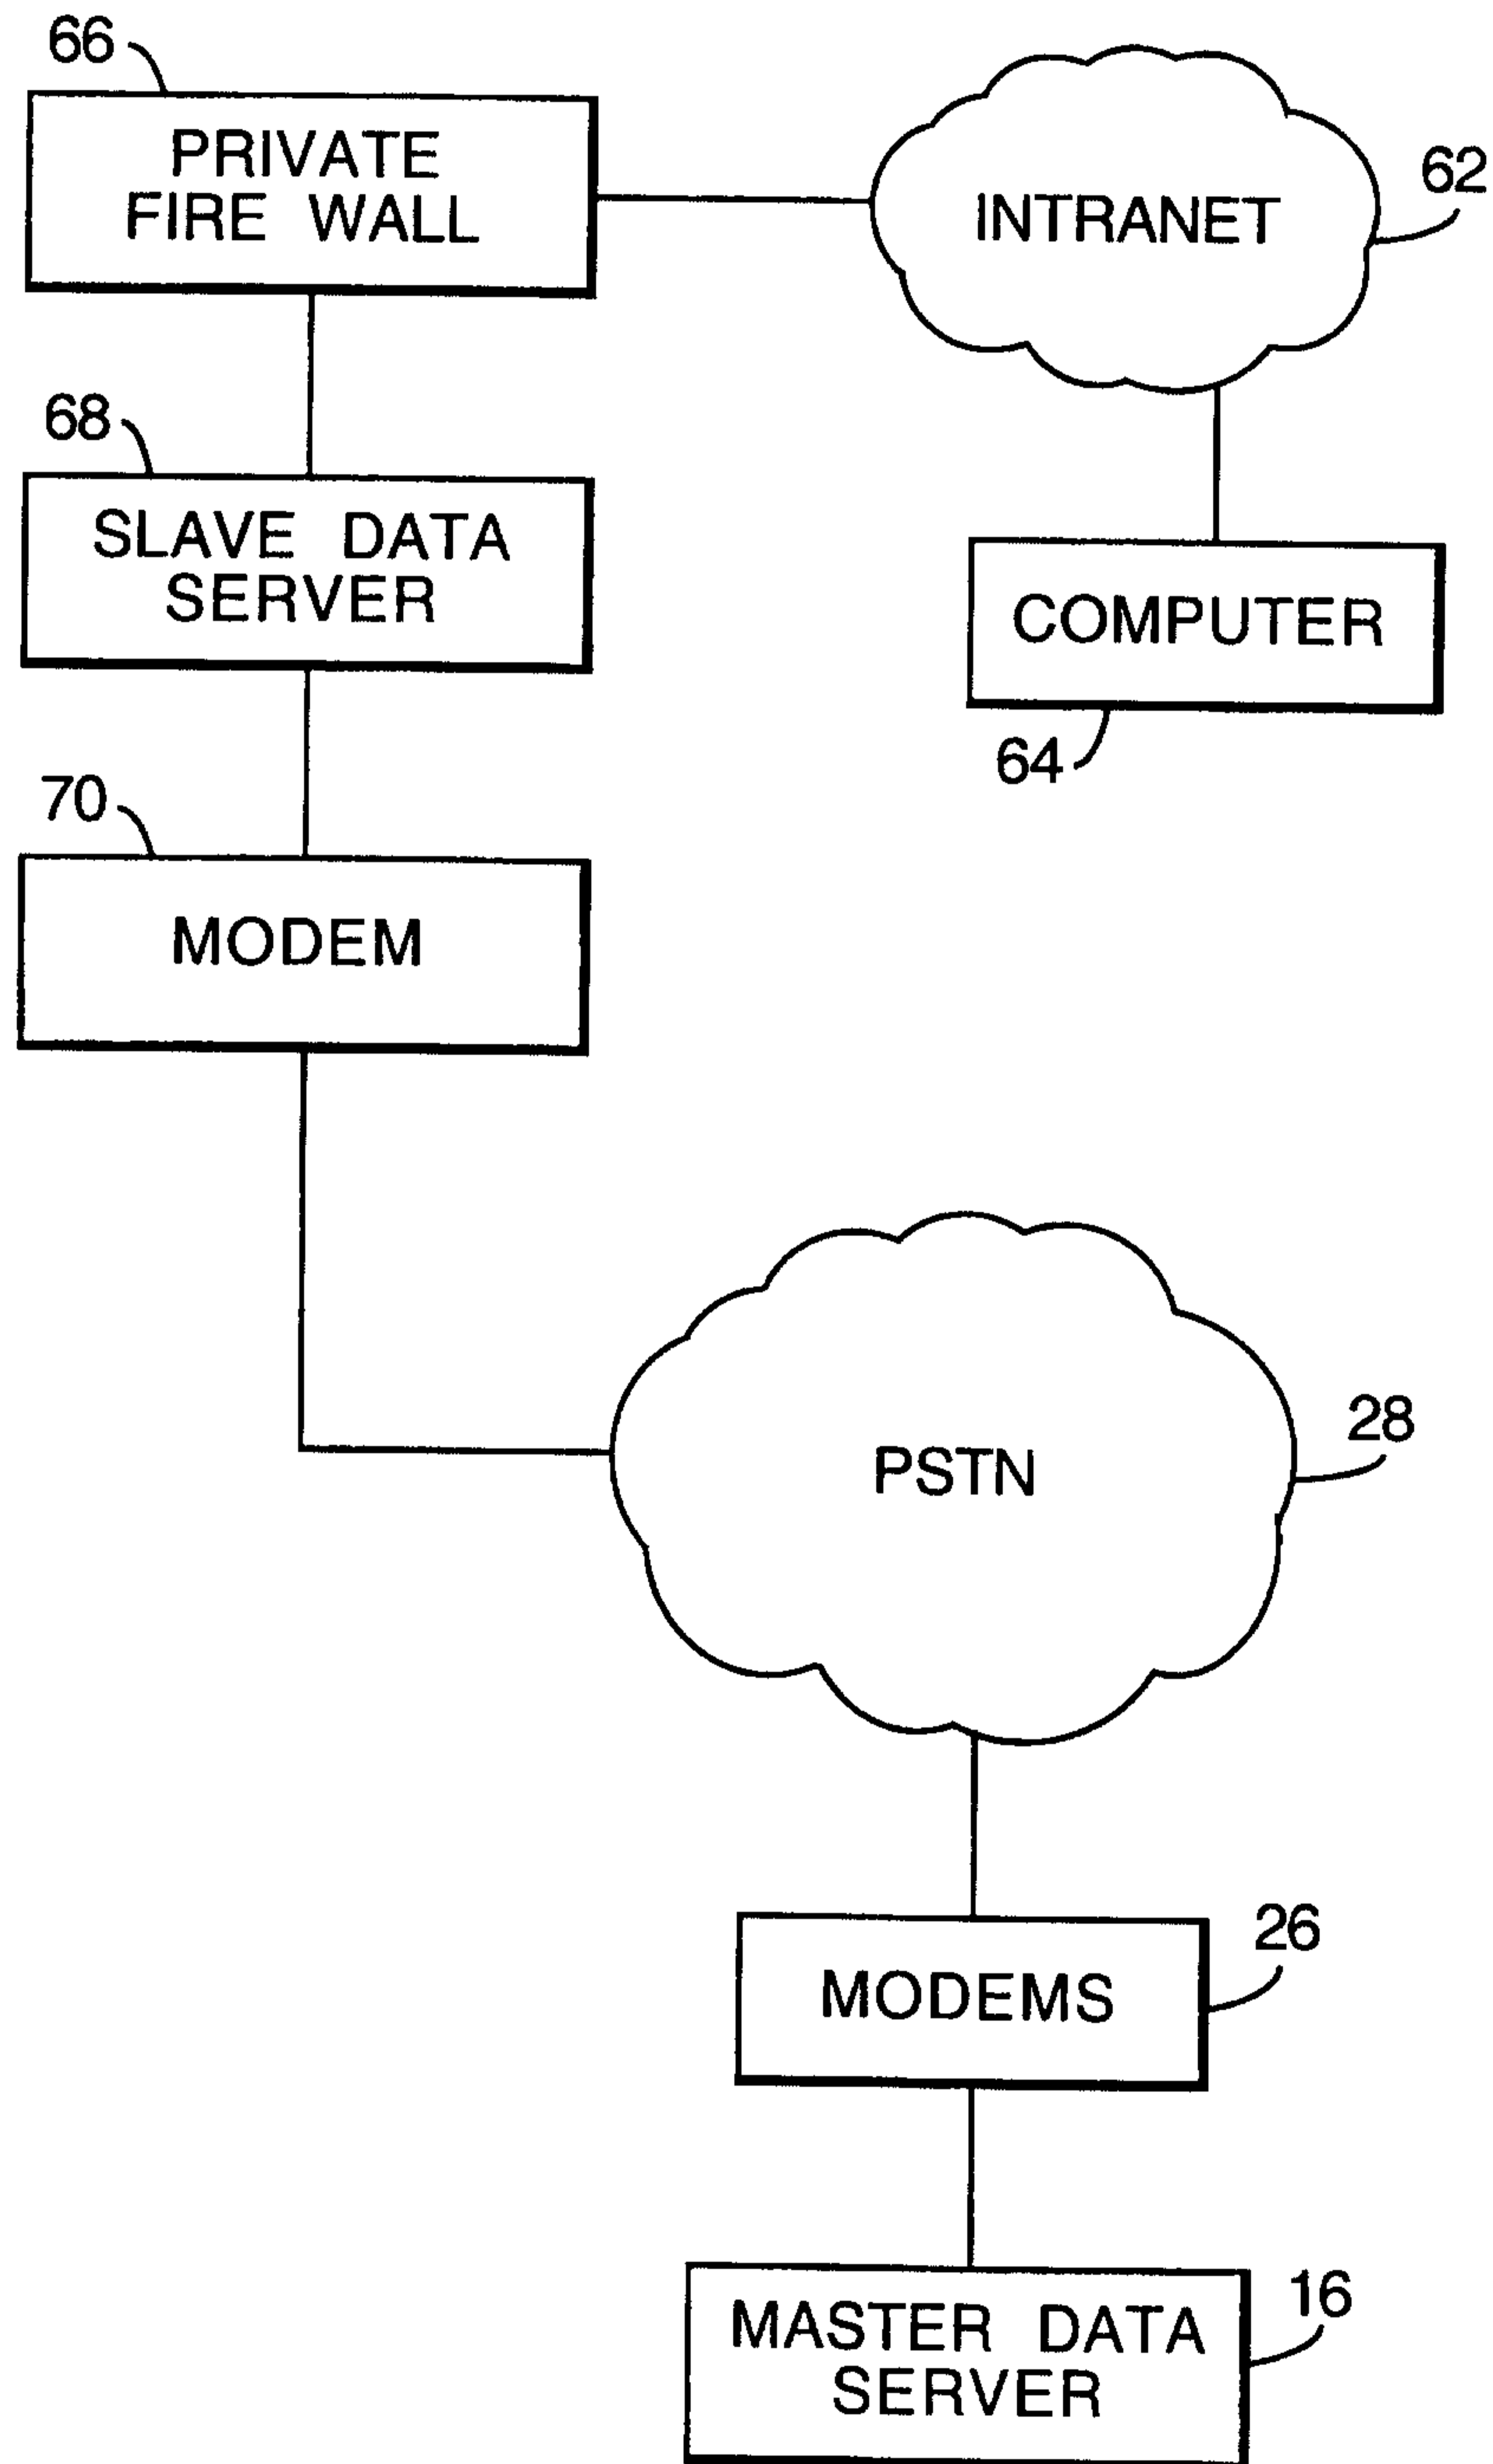 66
PRIVATE
FIRE WALL
INTRANET
62
68
SLAVE DATA
SERVER
COMPUTER
64
70
MODEM
PSTN
28
MODEMS
26
MASTER DATA
SERVER
16